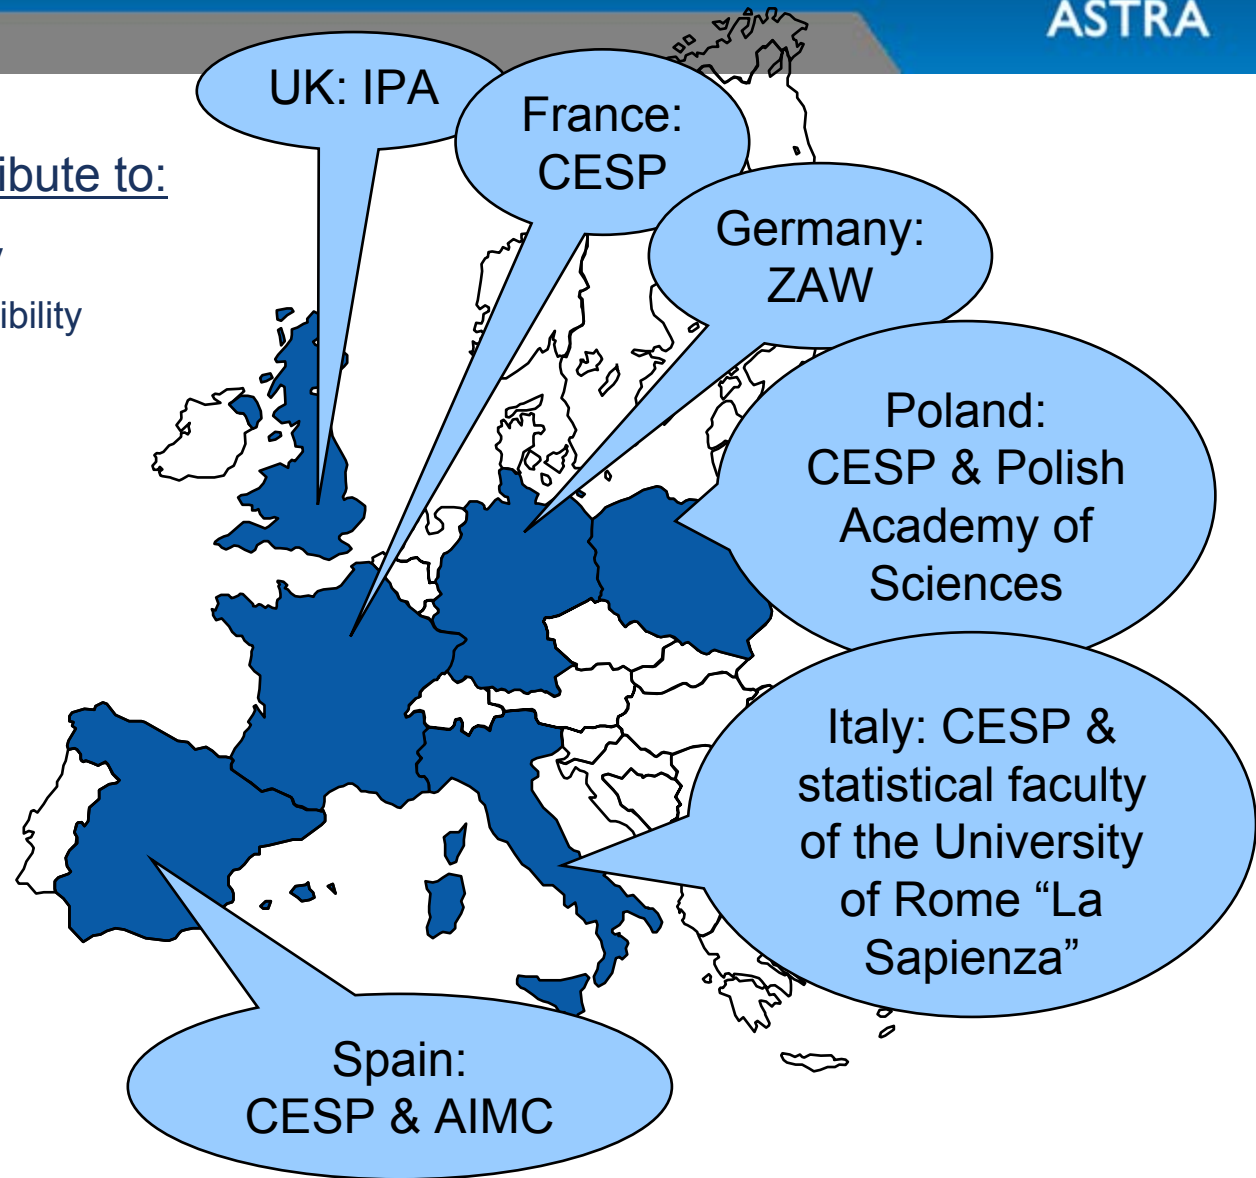 ASTRA
UK: IPA
France:
CESP
ibute to:
Germany:
ZAW
ibility
Poland:
CESP & Polish
Academy of
Sciences
Italy: CESP &
statistical faculty
of the University
of Rome “La
Sapienza”
Spain:
CESP & AIMC